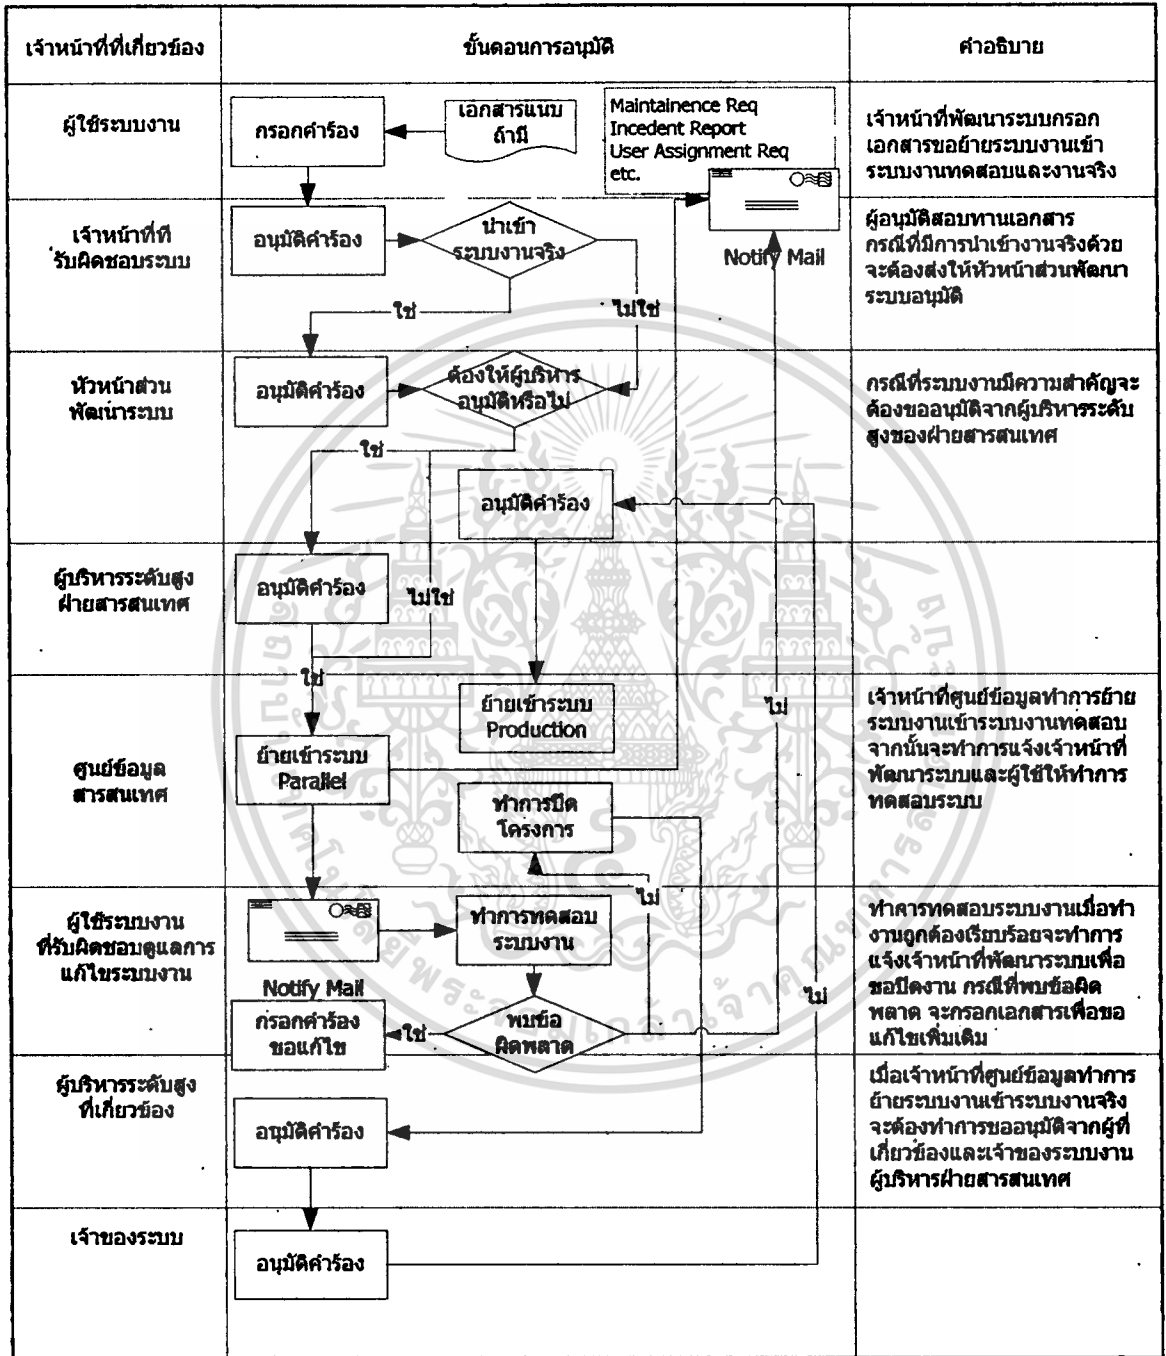 เจ้าหน้าที่ที่เกี่ยวข้อง
ขั้นตอนการอนุมัติ
คำอธิบาย
ผู้ใช้ระบบงาน
กรอกคำร้อง
เอกสารแนบ
ถ้ามี
Maintainence Req
Incedent Report
User Assignment Req
etc.
เจ้าหน้าที่พัฒนาระบบกรอก
เอกสารขอย้ายระบบงานเข้า
ระบบงานทดสอบและงานจริง
เจ้าหน้าที่ที
รับผิดชอบระบบ
อนุมัติคำร้อง
นำเข้า
ระบบงานจริง
Notify Mail
ใช่
ไม่ใช่
ผู้อนุมัติสอบทานเอกสาร
กรณีที่มีการนำเข้างานจริงด้วย
จะต้องส่งให้หัวหน้าส่วนพัฒนา
ระบบอนุมัติ
หัวหน้าส่วน
พัฒนาระบบ
อนุมัติคำร้อง
ต้องให้ผู้บริหาร
อนุมัติหรือไม่
ใช่
อนุมัติคำร้อง
กรณีที่ระบบงานมีความสำคัญจะ
ต้องขออนุมัติจากผู้บริหารระดับ
สูงของฝ่ายสารสนเทศ
ผู้บริหารระดับสูง
ฝ่ายสารสนเทศ
อนุมัติคำร้อง
ไม่ใช่
ใช่
ศูนย์ข้อมูล
สารสนเทศ
ย้ายเข้าระบบ
Production
ย้ายเข้าระบบ
Parallel
ทำการปิด
โครงการ
ไม่
เจ้าหน้าที่ศูนย์ข้อมูลทำการย้าย
ระบบงานเข้าระบบงานทดสอบ
จากนั้นจะทำการแจ้งเจ้าหน้าที่
พัฒนาระบบและผู้ใช้ให้ทำการ
ทดสอบระบบ
ผู้ใช้ระบบงาน
ที่รับผิดชอบดูแลการ
แก้ไขระบบงาน
Notify Mail
ทำการทดสอบ
ระบบงาน
ไม่
กรอกคำร้อง
ขอแก้ไข
ใช่
พบข้อ
ผิดพลาด
ไม่
ทำการทดสอบระบบงานเมื่อทำ
งานถูกต้องเรียบร้อยจะทำการ
แจ้งเจ้าหน้าที่พัฒนาระบบเพื่อ
ขอปิดงาน กรณีที่พบข้อผิด
พลาด จะกรอกเอกสารเพื่อขอ
แก้ไขเพิ่มเติม
ผู้บริหารระดับสูง
ที่เกี่ยวข้อง
อนุมัติคำร้อง
เมื่อเจ้าหน้าที่ศูนย์ข้อมูลทำการ
ย้ายระบบงานเข้าระบบงานจริง
จะต้องทำการขออนุมัติจากผู้ที่
เกี่ยวข้องและเจ้าของระบบงาน
ผู้บริหารฝ่ายสารสนเทศ
เจ้าของระบบ
อนุมัติคำร้อง